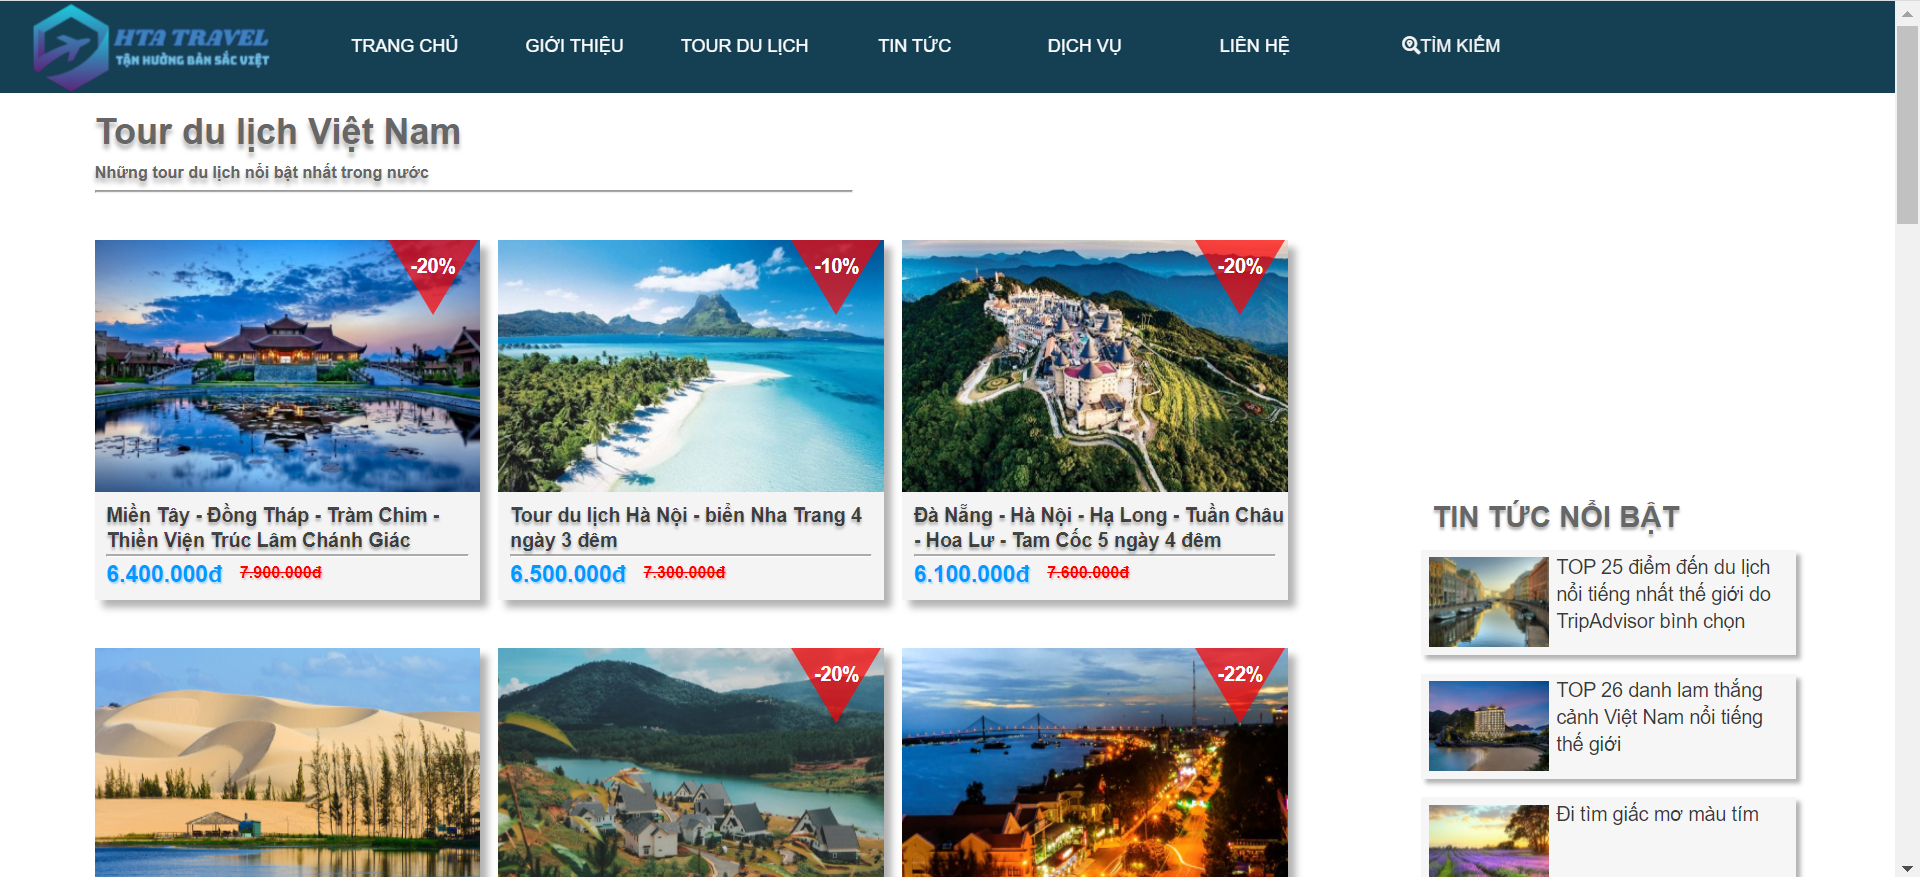 HTA TRAVEL
TẬN HƯỞNG BẢN SẮC VIỆT
TRANG CHỦ
GIỚI THIỆU
TOUR DU LỊCH
TIN TỨC
DỊCH VỤ
LIÊN HỆ
TÌM KIẾM
Tour du lịch Việt Nam
Những tour du lịch nổi bật nhất trong nước
-20%
-10%
-20%
Miền Tây - Đồng Tháp - Tràm Chim -
Thiền Viện Trúc Lâm Chánh Giác
6.400.000đ 7.900.000đ
Tour du lịch Hà Nội - biển Nha Trang 4
ngày 3 đêm
6.500.000đ 7.300.000đ
Đà Nẵng - Hà Nội - Hạ Long - Tuần Châu
- Hoa Lư - Tam Cốc 5 ngày 4 đêm
6.100.000đ 7.600.000đ
-20%
-22%
TIN TỨC NỔI BẬT
TOP 25 điểm đến du lịch
nổi tiếng nhất thế giới do
TripAdvisor bình chọn
TOP 26 danh lam thắng
cảnh Việt Nam nổi tiếng
thế giới
Đi tìm giấc mơ màu tím